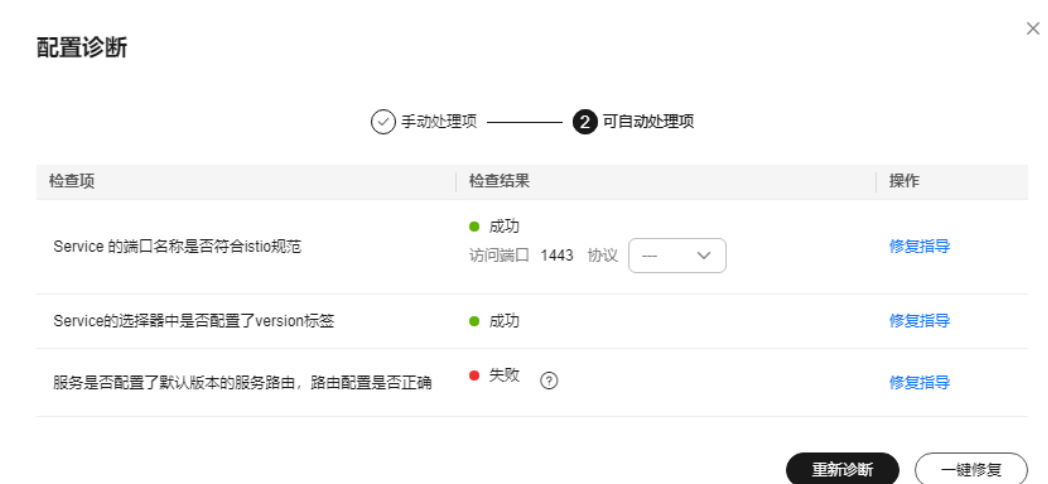 配置诊断
手动处理项 2 可自动处理项
检查项 检查结果 操作
Service 的端口名称是否符合istio规范 成功 修复指导
访问端口 1443 协议 ---
Service的选择器中是否配置了version标签 成功 修复指导
服务是否配置了默认版本的服务路由，路由配置是否正确 失败 ? 修复指导
重新诊断 一键修复